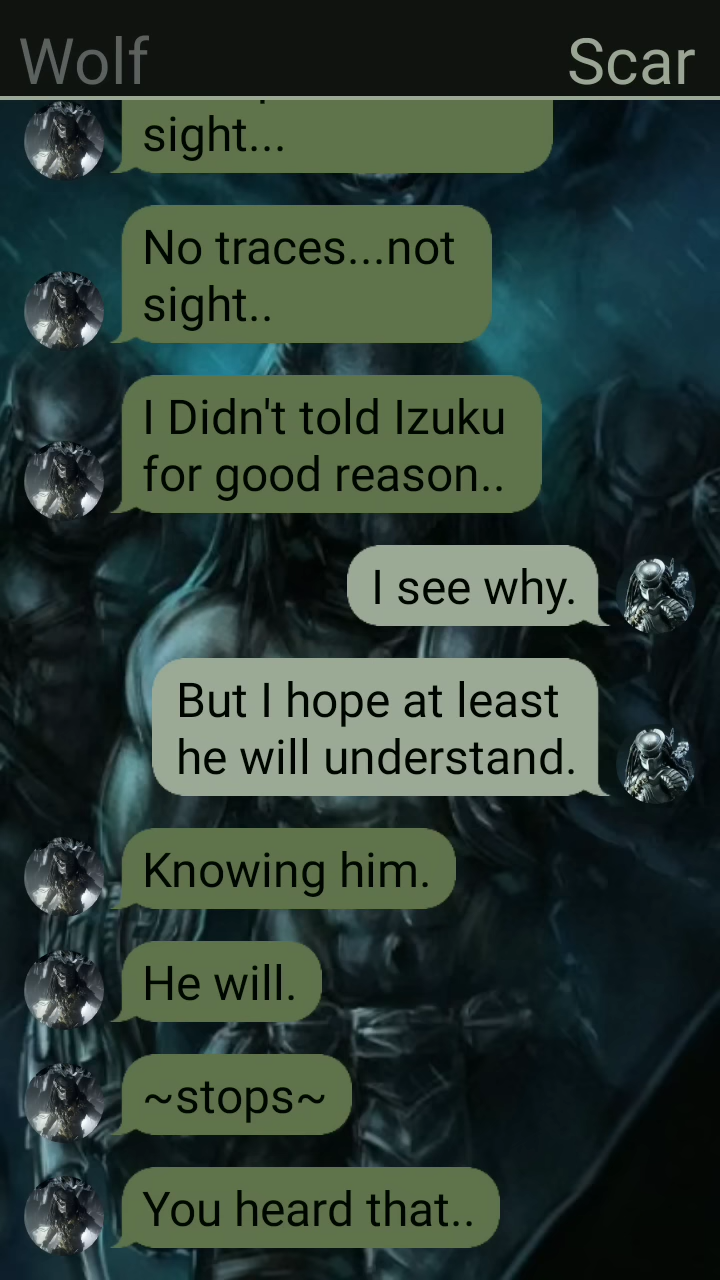 Wolf
Scar
sight...
No traces...not
sight..
I Didn't told Izuku
for good reason..
I see why.
But I hope at least
he will understand.
Knowing him.
He will.
~stops~
You heard that..